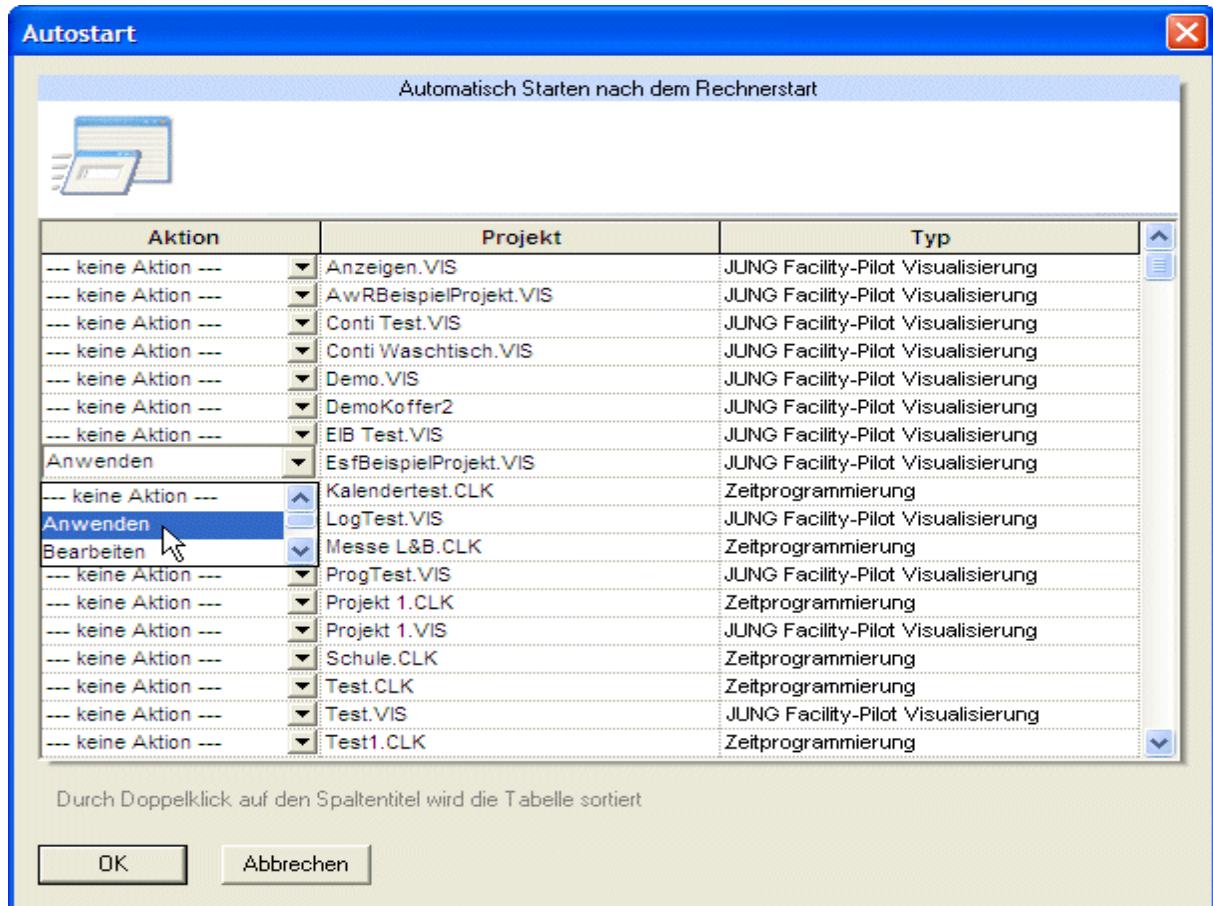 Autostart
Automatisch Starten nach dem Rechnerstart
Aktion Projekt Typ
--- keine Aktion --- Anzeigen.VIS JUNG Facility-Pilot Visualisierung
--- keine Aktion --- AwRBeispielProjekt.VIS JUNG Facility-Pilot Visualisierung
--- keine Aktion --- Conti Test.VIS JUNG Facility-Pilot Visualisierung
--- keine Aktion --- Conti Waschtisch.VIS JUNG Facility-Pilot Visualisierung
--- keine Aktion --- Demo.VIS JUNG Facility-Pilot Visualisierung
--- keine Aktion --- DemoKoffer2 JUNG Facility-Pilot Visualisierung
--- keine Aktion --- EIB Test.VIS JUNG Facility-Pilot Visualisierung
Anwenden EsfBeispielProjekt.VIS JUNG Facility-Pilot Visualisierung
--- keine Aktion --- Kalendertest.CLK Zeitprogrammierung
Anwenden LogTest.VIS JUNG Facility-Pilot Visualisierung
Bearbeiten Messe L&B.CLK Zeitprogrammierung
--- keine Aktion --- ProgTest.VIS JUNG Facility-Pilot Visualisierung
--- keine Aktion --- Projekt 1.CLK Zeitprogrammierung
--- keine Aktion --- Projekt 1.VIS JUNG Facility-Pilot Visualisierung
--- keine Aktion --- Schule.CLK Zeitprogrammierung
--- keine Aktion --- Test.CLK Zeitprogrammierung
--- keine Aktion --- Test.VIS JUNG Facility-Pilot Visualisierung
--- keine Aktion --- Test1.CLK Zeitprogrammierung
Durch Doppelklick auf den Spaltentitel wird die Tabelle sortiert
OK Abbrechen